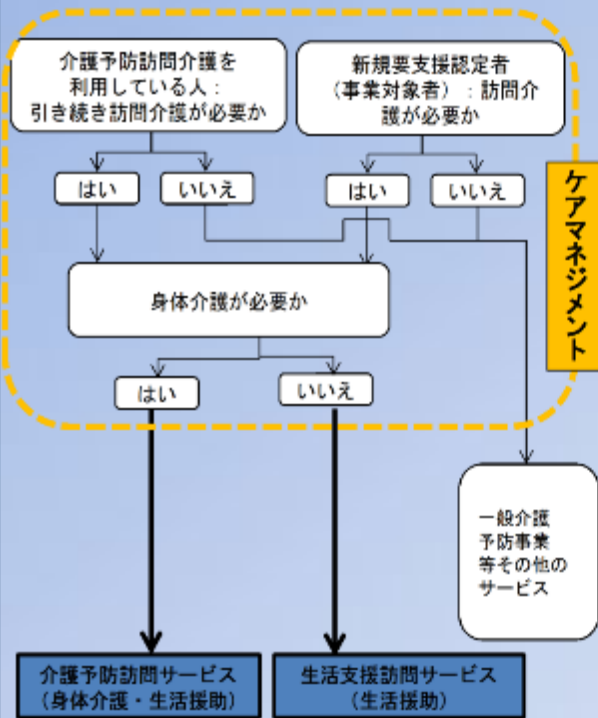 介護予防訪問介護を
利用している人：
引き続き訪問介護が必要か
新規要支援認定者
（事業対象者）：訪問介
護が必要か
はい
いいえ
はい
いいえ
ケアマネジメント
身体介護が必要か
はい
いいえ
一般介護
予防事業
等その他の
サービス
介護予防訪問サービス
（身体介護・生活援助）
生活支援訪問サービス
（生活援助）